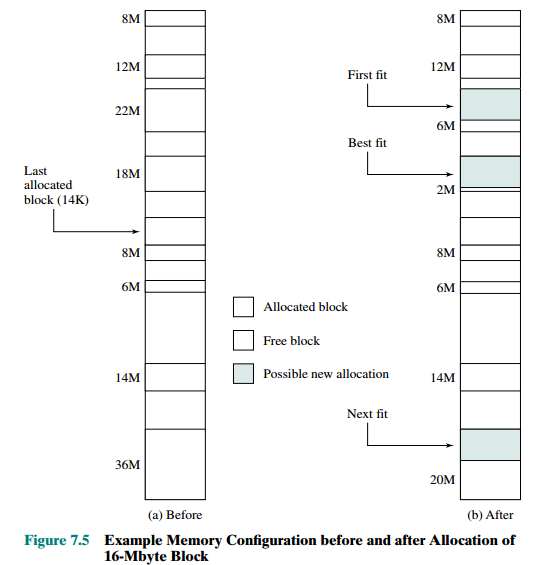 8M
12M
22M
Last
allocated
block (14K)
18M
8M
6M
14M
36M
(a) Before
8M
First fit
12M
6M
Best fit
2M
8M
6M
Allocated block
Free block
Possible new allocation
14M
Next fit
20M
(b) After
Figure 7.5 Example Memory Configuration before and after Allocation of
16-Mbyte Block